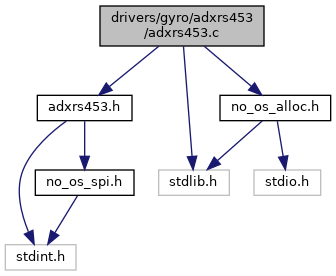 drivers/gyro/adxrs453
/adxrs453.c
adxrs453.h
no_os_alloc.h
no_os_spi.h
stdlib.h
stdio.h
stdint.h